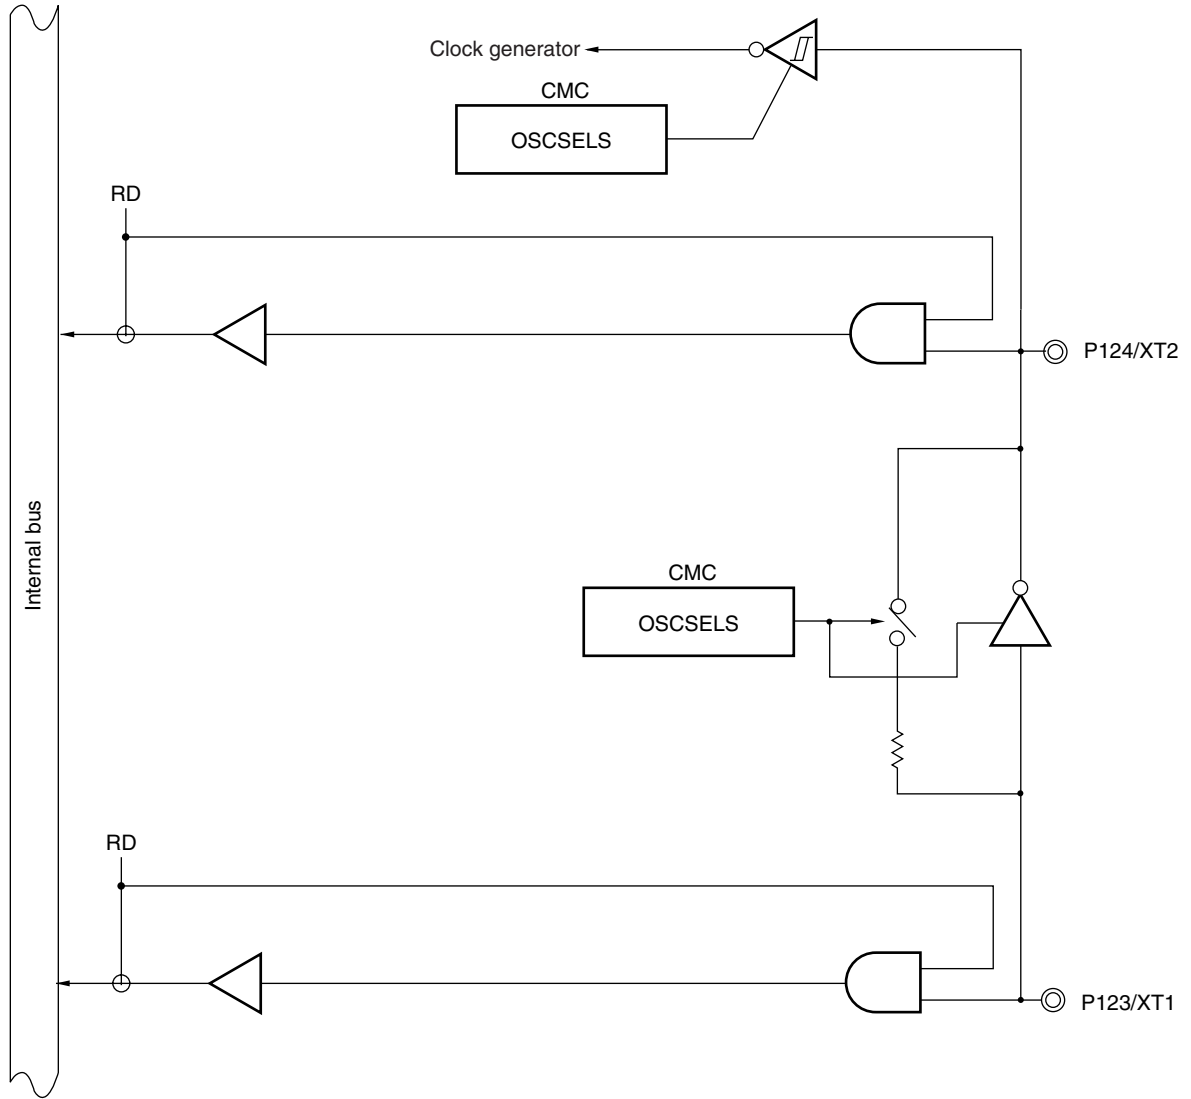 Clock generator
CMC
OSCSELS
RD
P124/XT2
Internal bus
CMC
OSCSELS
RD
P123/XT1